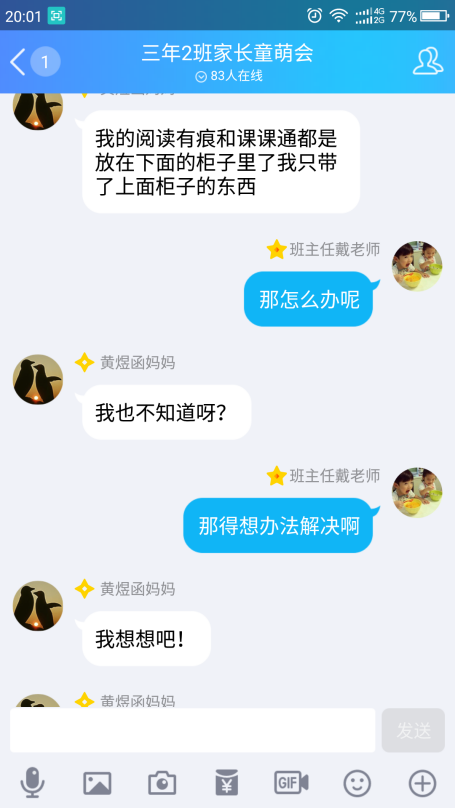 20:01
4G
2G
77%
1
三年2班家长童萌会
83人在线
我的阅读有痕和课课通都是
放在下面的柜子里了我只带
了上面柜子的东西
班主任戴老师
那怎么办呢
黄煜函妈妈
我也不知道呀？
班主任戴老师
那得想办法解决啊
黄煜函妈妈
我想想吧！
黄煜函妈妈
发送
GIF